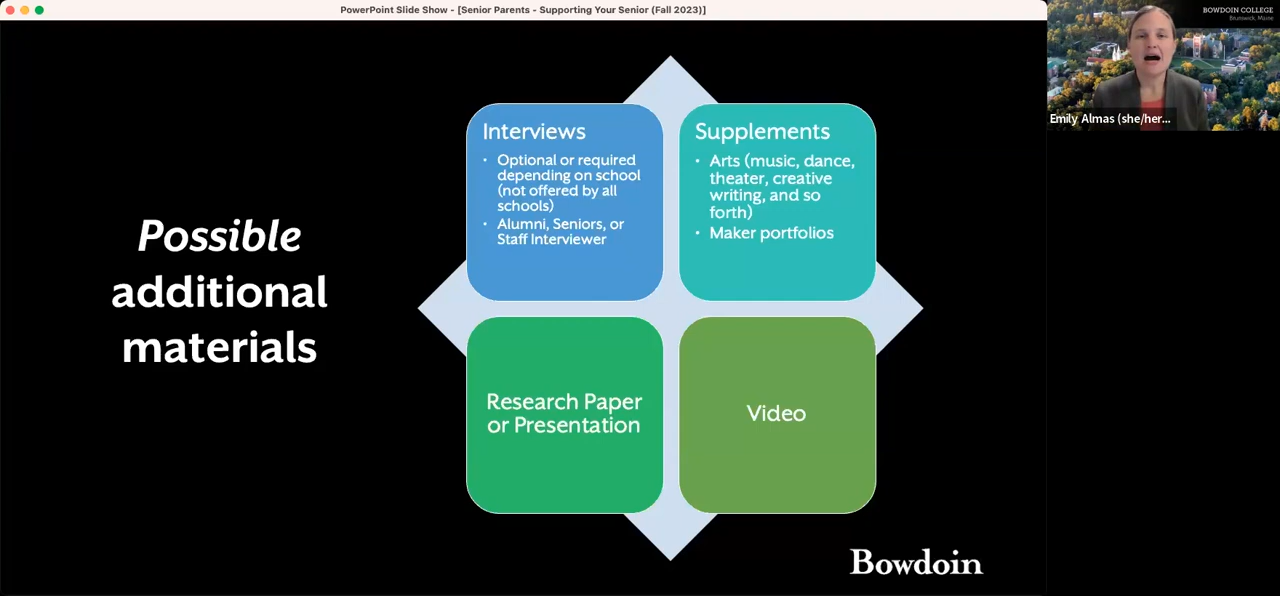 PowerPoint Slide Show - [Senior Parents - Supporting Your Senior (Fall 2023)]
BOWDOIN COLLEGE
Brunswick, Maine
Emily Almas (she/her...
Possible
additional
materials
Interviews
• Optional or required
depending on school
(not offered by all
schools)
• Alumni, Seniors, or
Staff Interviewer
Supplements
• Arts (music, dance,
theater, creative
writing, and so
forth)
• Maker portfolios
Research Paper
or Presentation
Video
Bowdoin